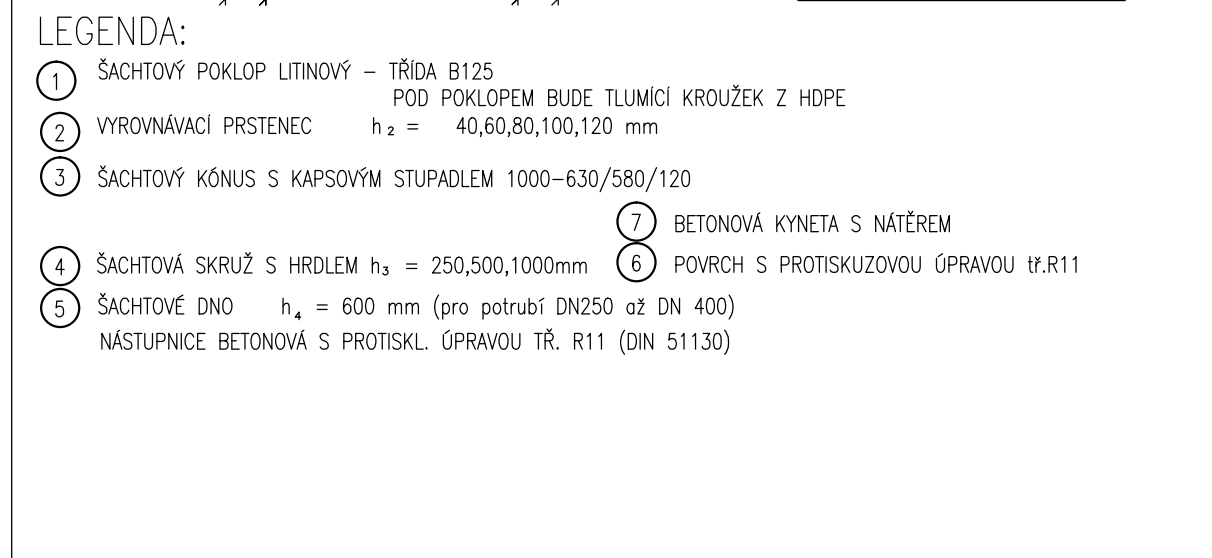 LEGENDA:
1 ŠACHTOVÝ POKLOP LITINOVÝ – TŘÍDA B125
POD POKLOPEM BUDE TLUMÍCÍ KROUŽEK Z HDPE
2 VYROVNÁVACÍ PRSTENEC h₂ = 40,60,80,100,120 mm
3 ŠACHTOVÝ KÓNUS S KAPSOVÝM STUPADLEM 1000–630/580/120
7 BETONOVÁ KYNETA S NÁTĚREM
4 ŠACHTOVÁ SKRUŽ S HRDLEM h₃ = 250,500,1000mm 6 POVRCH S PROTISKUZOVOU ÚPRAVOU tř.R11
5 ŠACHTOVÉ DNO h₄ = 600 mm (pro potrubí DN250 až DN 400)
NÁSTUPNICE BETONOVÁ S PROTISKL. ÚPRAVOU TŘ. R11 (DIN 51130)